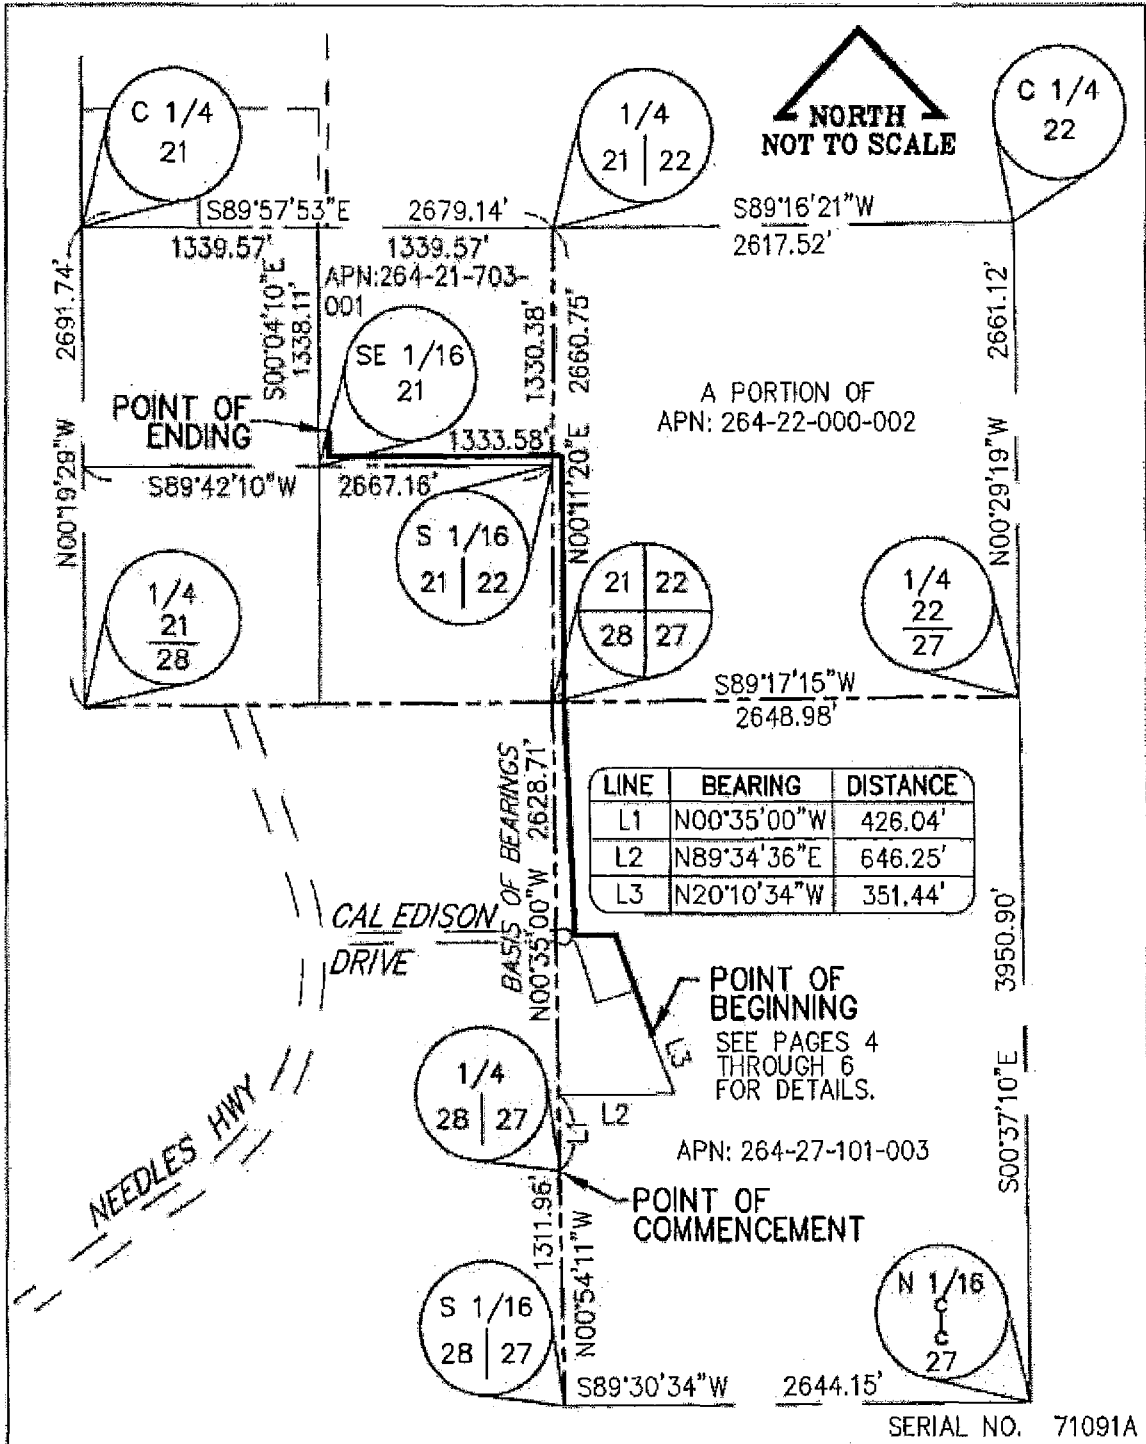 C 1/4
21
1/4
21 22
NORTH
NOT TO SCALE
C 1/4
22
S89°57'53"E 2679.14'
1339.57' 1339.57'
S89°16'21"W
2617.52'
2691.74'
S00°04'10"E
1338.11'
APN:264-21-703-
001
1330.38'
2660.75'
2661.12'
SE 1/16
21
A PORTION OF
APN: 264-22-000-002
POINT OF
ENDING
1333.58'
S89°42'10"W 2667.16'
N00°19'29"W
N00°11'20"E
N00°29'19"W
S 1/16
21 22
1/4
21
28
21 22
28 27
1/4
22
27
S89°17'15"W
2648.98'
BASIS OF BEARINGS
N00°35'00"W 2628.71'
LINE BEARING DISTANCE
L1 N00°35'00"W 426.04'
L2 N89°34'36"E 646.25'
L3 N20°10'34"W 351.44'
CAL EDISON
DRIVE
3950.90'
POINT OF
BEGINNING
SEE PAGES 4
THROUGH 6
FOR DETAILS.
L3
1/4
28 27
L2
L1
NEEDLES HWY
APN: 264-27-101-003
S00°37'10"E
POINT OF
COMMENCEMENT
1311.96'
N00°54'11"W
S 1/16
28 27
N 1/16
C
C
27
S89°30'34"W 2644.15'
SERIAL NO. 71091A